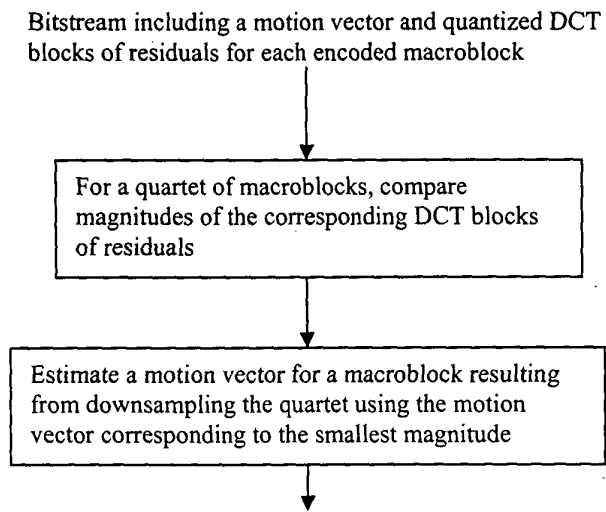 Bitstream including a motion vector and quantized DCT
blocks of residuals for each encoded macroblock
For a quartet of macroblocks, compare
magnitudes of the corresponding DCT blocks
of residuals
Estimate a motion vector for a macroblock resulting
from downsampling the quartet using the motion
vector corresponding to the smallest magnitude